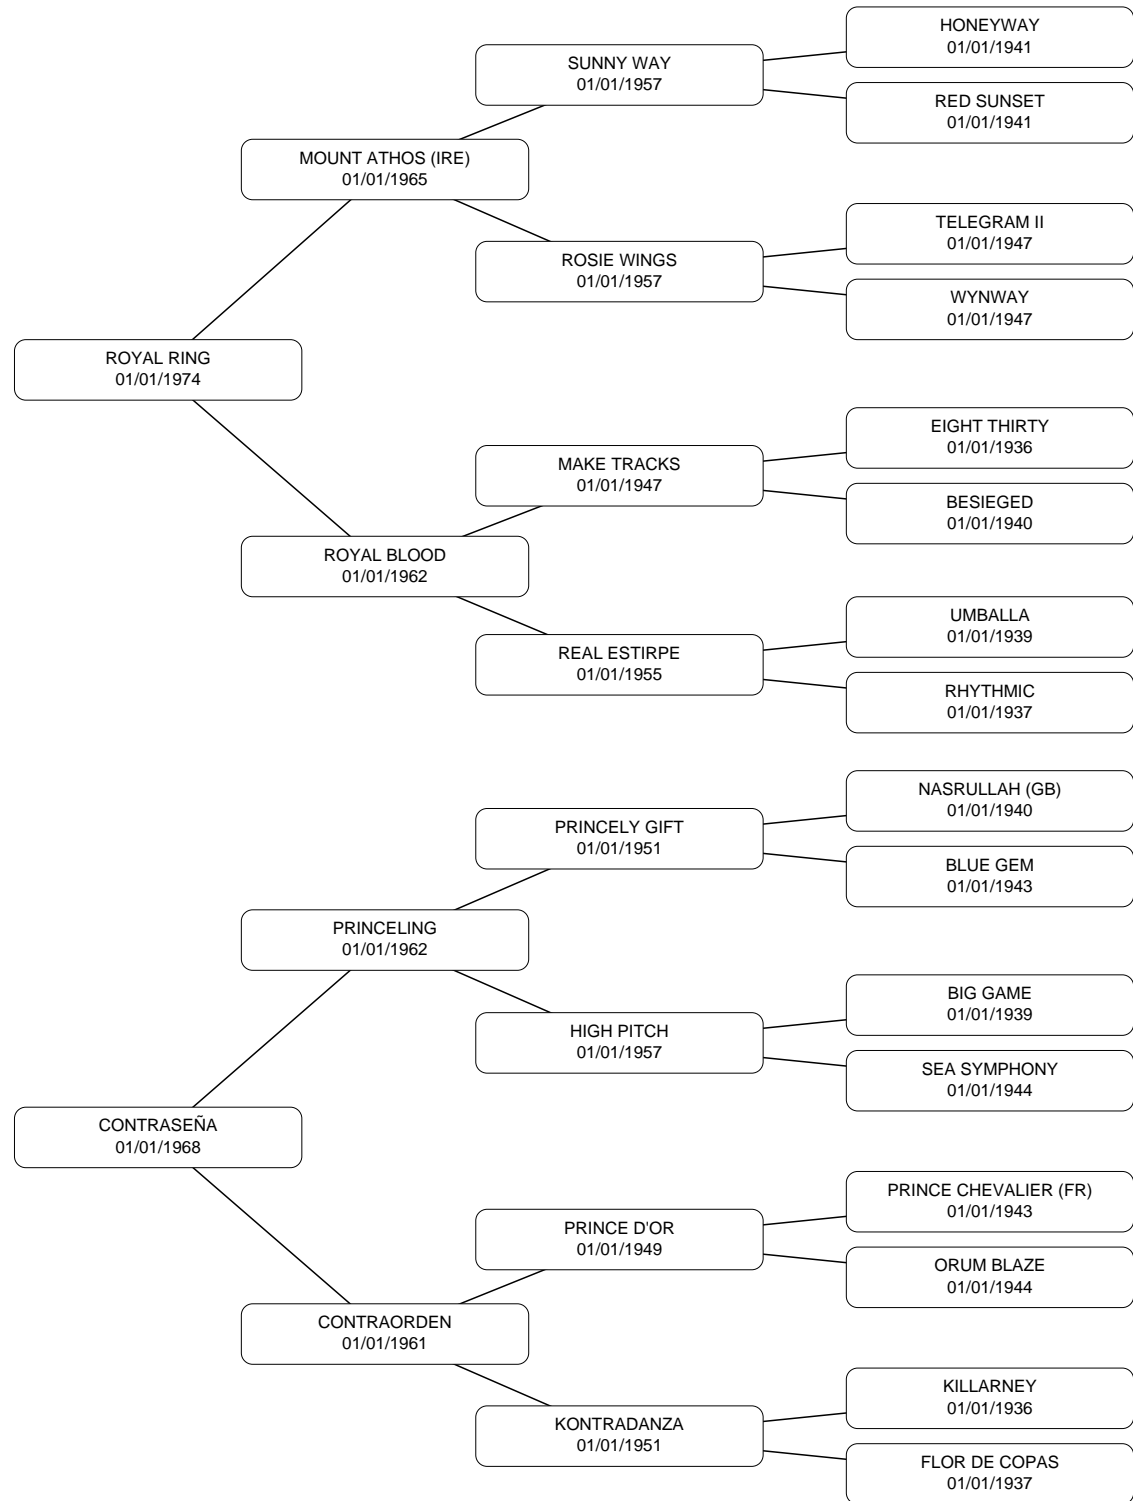 HONEYWAY
01/01/1941
SUNNY WAY
01/01/1957
RED SUNSET
01/01/1941
MOUNT ATHOS (IRE)
01/01/1965
TELEGRAM II
01/01/1947
ROSIE WINGS
01/01/1957
WYNWAY
01/01/1947
ROYAL RING
01/01/1974
EIGHT THIRTY
01/01/1936
MAKE TRACKS
01/01/1947
BESIEGED
01/01/1940
ROYAL BLOOD
01/01/1962
UMBALLA
01/01/1939
REAL ESTIRPE
01/01/1955
RHYTHMIC
01/01/1937
NASRULLAH (GB)
01/01/1940
PRINCELY GIFT
01/01/1951
BLUE GEM
01/01/1943
PRINCELING
01/01/1962
BIG GAME
01/01/1939
HIGH PITCH
01/01/1957
SEA SYMPHONY
01/01/1944
CONTRASEÑA
01/01/1968
PRINCE CHEVALIER (FR)
01/01/1943
PRINCE D'OR
01/01/1949
ORUM BLAZE
01/01/1944
CONTRAORDEN
01/01/1961
KILLARNEY
01/01/1936
KONTRADANZA
01/01/1951
FLOR DE COPAS
01/01/1937